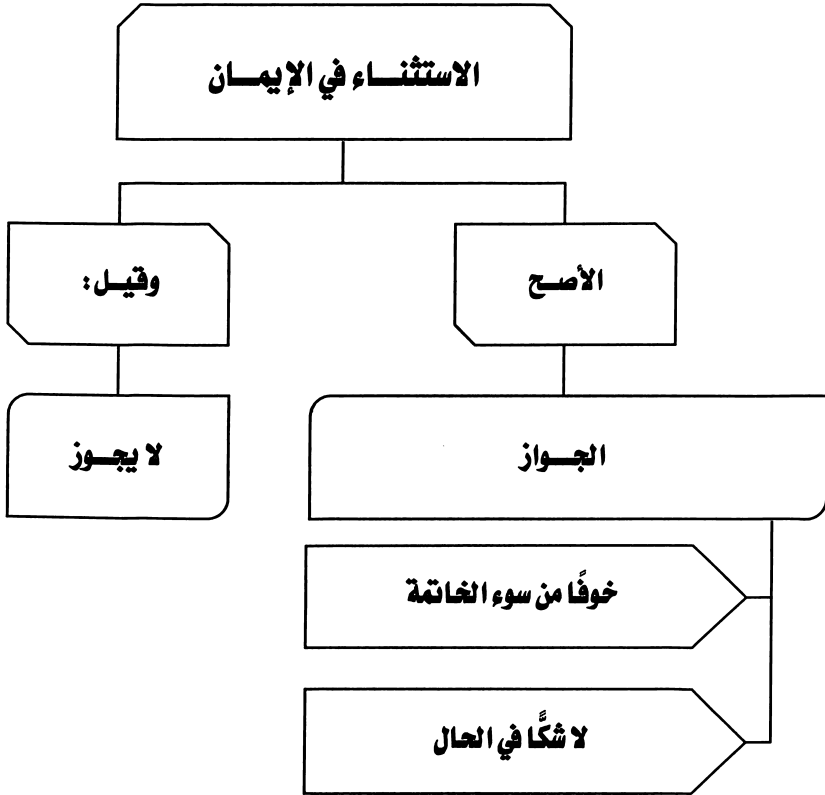 الاستثناء في الإيمان
الأصح
وقيل:
الجواز
لا يجوز
خوفًا من سوء الخاتمة
لا شكًّا في الحال